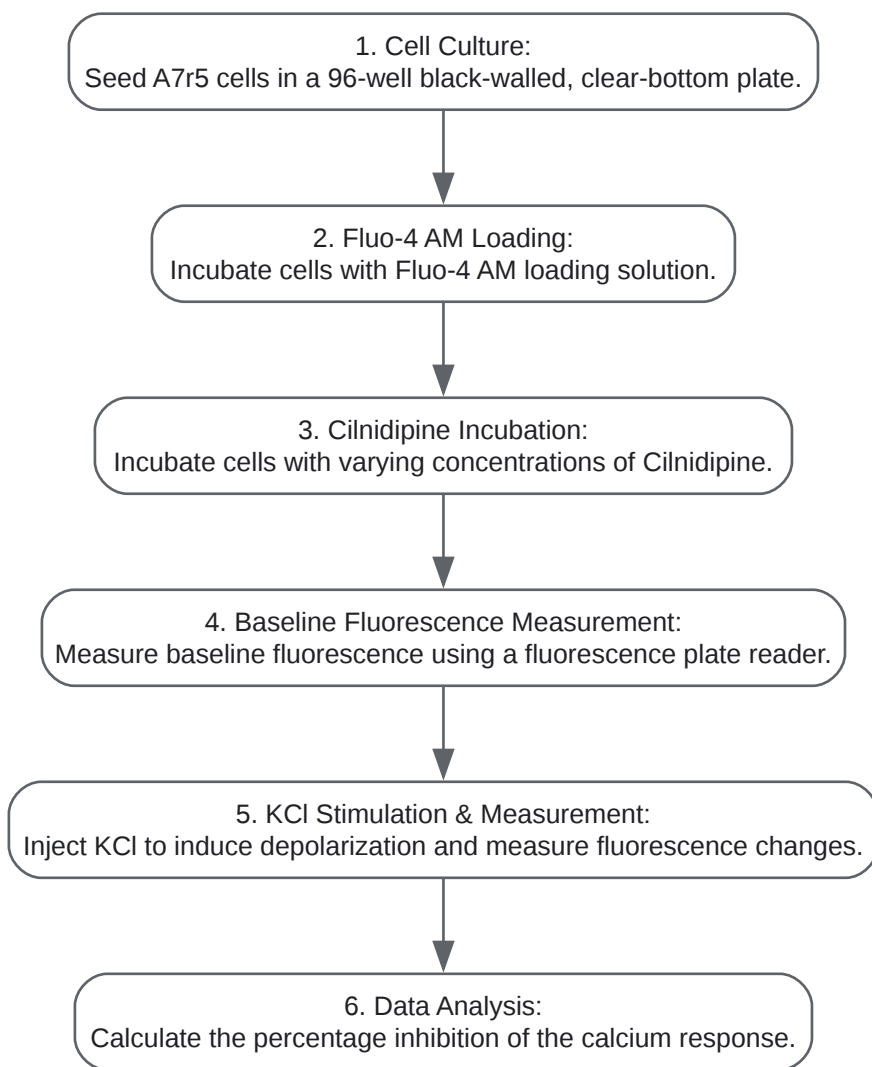 1. Cell Culture:
Seed A7r5 cells in a 96-well black-walled, clear-bottom plate.
2. Fluo-4 AM Loading:
Incubate cells with Fluo-4 AM loading solution.
3. Cilnidipine Incubation:
Incubate cells with varying concentrations of Cilnidipine.
4. Baseline Fluorescence Measurement:
Measure baseline fluorescence using a fluorescence plate reader.
5. KCl Stimulation & Measurement:
Inject KCl to induce depolarization and measure fluorescence changes.
6. Data Analysis:
Calculate the percentage inhibition of the calcium response.